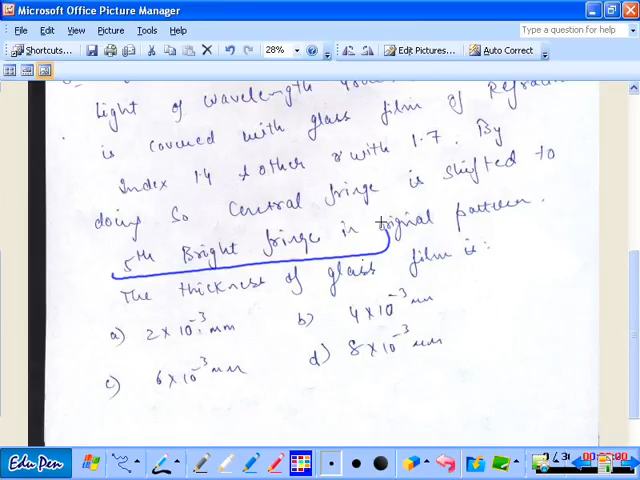 Microsoft Office Picture Manager
File Edit View Picture Tools Help
Type a question for help
Shortcuts... 28% Edit Pictures... Auto Correct
Light of wavelength
is covered with glass film of Refract
Index 1.4 & other with 1.7. By
doing so Central fringe is shifted to
5th Bright fringe in original pattern.
The thickness of glass film is:
a) 2 × 10⁻³ mm b) 4 × 10⁻³ mm
c) 6 × 10⁻³ mm d) 8 × 10⁻³ mm
Edu Pen